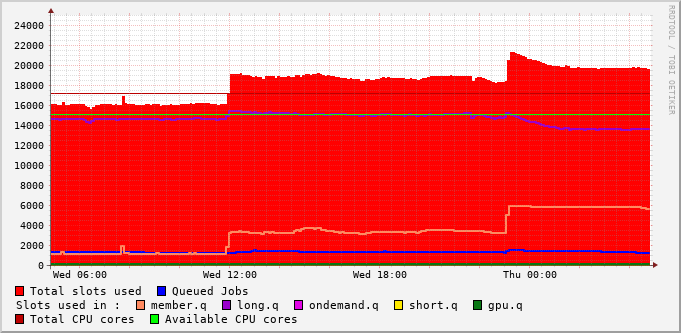 24000
22000
20000
18000
16000
14000
12000
10000
8000
6000
4000
2000
0
Wed 06:00 Wed 12:00 Wed 18:00 Thu 00:00
RRDTOOL / TOBI OETIKER
Total slots used Queued Jobs
Slots used in : member.q long.q ondemand.q short.q gpu.q
Total CPU cores Available CPU cores